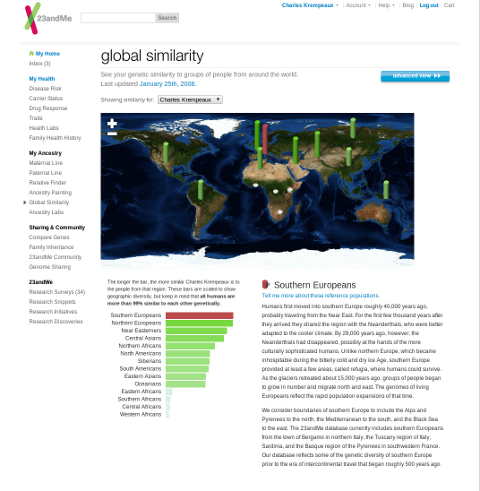 Charles Krempeaux | Account | Help | Blog | Log out | Cart
23andMe
Search
My Home
Inbox (3)
My Health
Disease Risk
Carrier Status
Drug Response
Traits
Health Labs
Family Health History
My Ancestry
Maternal Line
Paternal Line
Relative Finder
Ancestry Painting
Global Similarity
Ancestry Labs
Sharing & Community
Compare Genes
Family Inheritance
23andMe Community
Genome Sharing
23andWe
Research Surveys (34)
Research Snippets
Research Initiatives
Research Discoveries
global similarity
See your genetic similarity to groups of people from around the world.
Last updated January 25th, 2008.
advanced view
Showing similarity for: Charles Krempeaux
The longer the bar, the more similar Charles Krempeaux is to
the people from that region. These bars are scaled to show
geographic diversity, but keep in mind that all humans are
more than 99% similar to each other genetically.
Southern Europeans
Northern Europeans
Near Easterners
Central Asians
Northern Africans
North Americans
Siberians
South Americans
Eastern Asians
Oceanians
Eastern Africans
Southern Africans
Central Africans
Western Africans
Southern Europeans
Tell me more about these reference populations.
Humans first moved into southern Europe roughly 40,000 years ago,
probably traveling from the Near East. For the first few thousand years after
they arrived they shared the region with the Neanderthals, who were better
adapted to the cooler climate. By 28,000 years ago, however, the
Neanderthals had disappeared, possibly at the hands of the more
culturally sophisticated humans. Unlike northern Europe, which became
inhospitable during the bitterly cold and dry Ice Age, southern Europe
provided at least a few areas, called refugia, where humans could survive.
As the glaciers retreated about 15,000 years ago, groups of people began
to grow in number and migrate north and east. The genomes of living
Europeans reflect the rapid population expansions of that time.
We consider boundaries of southern Europe to include the Alps and
Pyrenees to the north, the Mediterranean to the south, and the Black Sea
to the east. The 23andMe database currently includes southern Europeans
from the town of Bergamo in northern Italy, the Tuscany region of Italy,
Sardinia, and the Basque region of the Pyrenees in southwestern France.
Our database reflects some of the genetic diversity of southern Europe
prior to the era of intercontinental travel that began roughly 500 years ago.